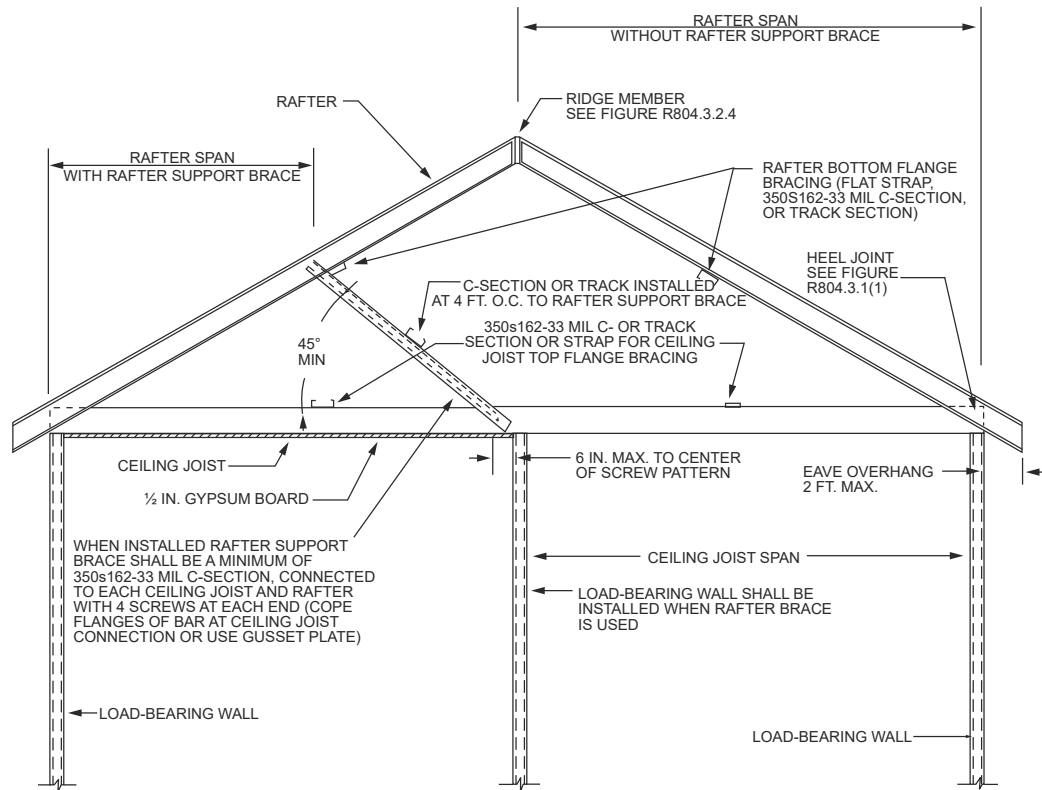 RAFTER SPAN
WITHOUT RAFTER SUPPORT BRACE
RAFTER
RIDGE MEMBER
SEE FIGURE R804.3.2.4
RAFTER SPAN
WITH RAFTER SUPPORT BRACE
RAFTER BOTTOM FLANGE
BRACING (FLAT STRAP,
350S162-33 MIL C-SECTION,
OR TRACK SECTION)
HEEL JOINT
SEE FIGURE
R804.3.1(1)
C-SECTION OR TRACK INSTALLED
AT 4 FT. O.C. TO RAFTER SUPPORT BRACE
350s162-33 MIL C- OR TRACK
SECTION OR STRAP FOR CEILING
JOIST TOP FLANGE BRACING
45°
MIN
CEILING JOIST
½ IN. GYPSUM BOARD
6 IN. MAX. TO CENTER
OF SCREW PATTERN
EAVE OVERHANG
2 FT. MAX.
WHEN INSTALLED RAFTER SUPPORT
BRACE SHALL BE A MINIMUM OF
350s162-33 MIL C-SECTION, CONNECTED
TO EACH CEILING JOIST AND RAFTER
WITH 4 SCREWS AT EACH END (COPE
FLANGES OF BAR AT CEILING JOIST
CONNECTION OR USE GUSSET PLATE)
CEILING JOIST SPAN
LOAD-BEARING WALL SHALL BE
INSTALLED WHEN RAFTER BRACE
IS USED
LOAD-BEARING WALL
LOAD-BEARING WALL